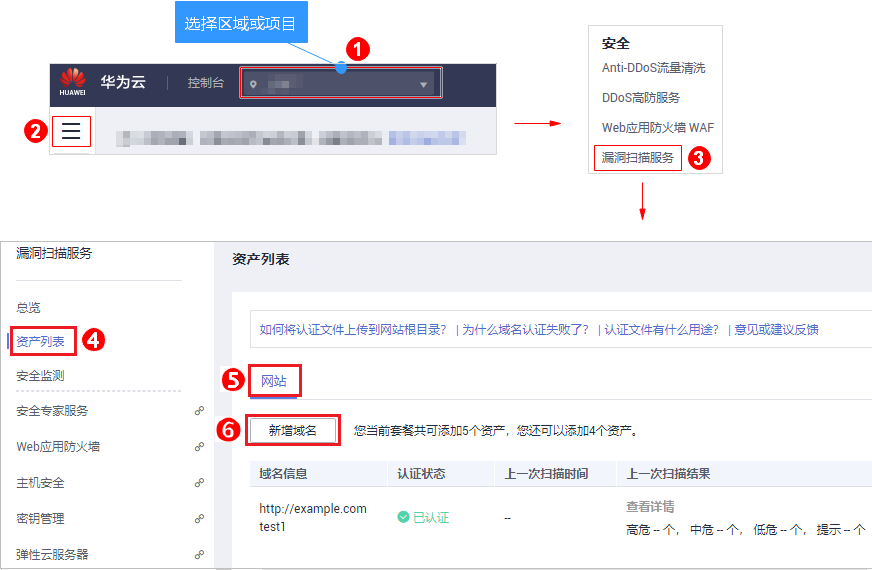 选择区域或项目
1
HUAWEI
华为云
控制台
2
安全
Anti-DDoS流量清洗
DDoS高防服务
Web应用防火墙 WAF
漏洞扫描服务
3
漏洞扫描服务
总览
资产列表
4
安全监测
安全专家服务
Web应用防火墙
主机安全
密钥管理
弹性云服务器
资产列表
如何将认证文件上传到网站根目录？ | 为什么域名认证失败了？ | 认证文件有什么用途？ | 意见或建议反馈
5
网站
6
新增域名
您当前套餐共可添加5个资产，您还可以添加4个资产。
域名信息 认证状态 上一次扫描时间 上一次扫描结果
http://example.com
test1
已认证
--
查看详情
高危 -- 个， 中危 -- 个， 低危 -- 个， 提示 -- 个